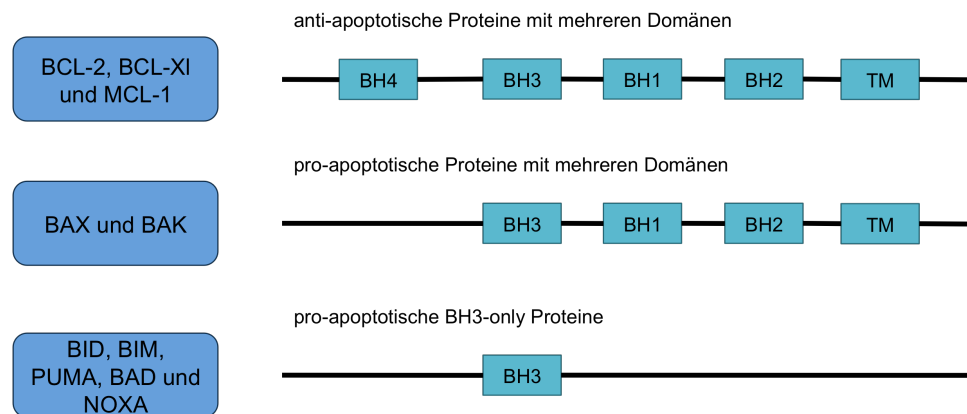 anti-apoptotische Proteine mit mehreren Domänen
BCL-2, BCL-Xl
und MCL-1
BH4 BH3 BH1 BH2 TM
pro-apoptotische Proteine mit mehreren Domänen
BAX und BAK
BH3 BH1 BH2 TM
pro-apoptotische BH3-only Proteine
BID, BIM,
PUMA, BAD und
NOXA
BH3